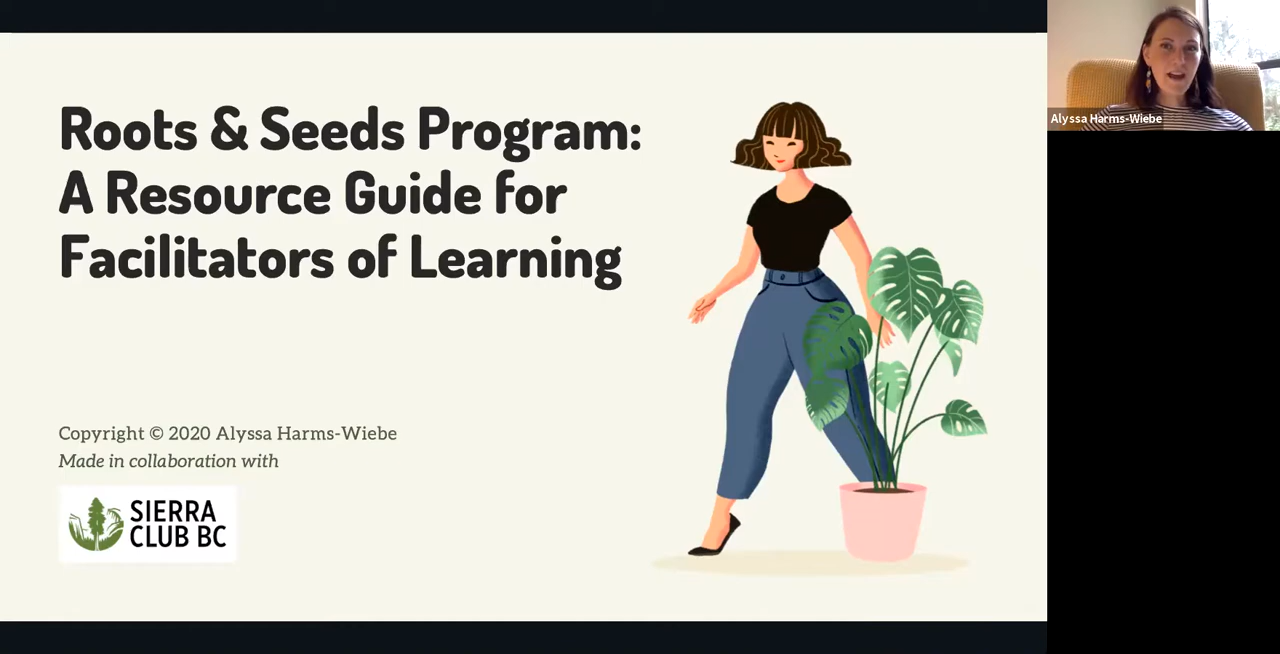 Roots & Seeds Program:
A Resource Guide for
Facilitators of Learning
Copyright © 2020 Alyssa Harms-Wiebe
Made in collaboration with
SIERRA
CLUB BC
Alyssa Harms-Wiebe